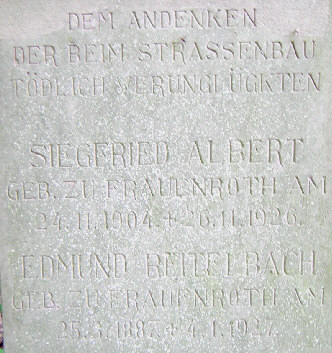 DEM ANDENKEN
DER BEIM STRASSENBAU
TÖDLICH VERUNGLÜCKTEN
SIEGFRIED ALBERT
GEB. ZU FRAUENROTH AM
24.11.1904. + 26.11.1926.
EDMUND BEITELBACH
GEB. ZU FRAUENROTH AM